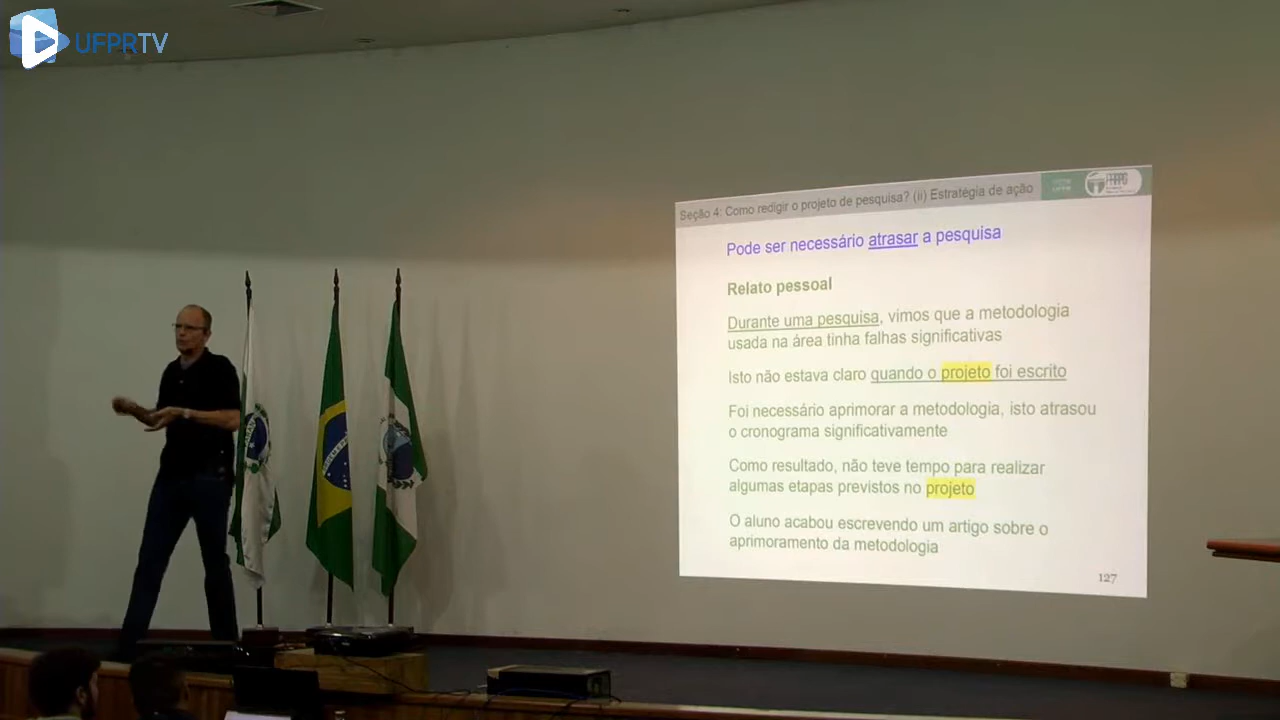 UFPRTV
Seção 4: Como redigir o projeto de pesquisa? (ii) Estratégia de ação
PRPPG
Pode ser necessário atrasar a pesquisa
Relato pessoal
Durante uma pesquisa, vimos que a metodologia
usada na área tinha falhas significativas
Isto não estava claro quando o projeto foi escrito
Foi necessário aprimorar a metodologia, isto atrasou
o cronograma significativamente
Como resultado, não teve tempo para realizar
algumas etapas previstos no projeto
O aluno acabou escrevendo um artigo sobre o
aprimoramento da metodologia
127